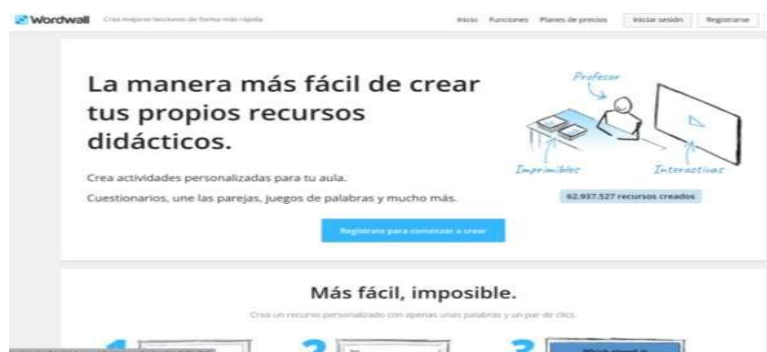 Wordwall Crea mejores lecciones de forma más rápida Inicio Funciones Planes de precios Iniciar sesión Registrarse
La manera más fácil de crear
tus propios recursos
didácticos.
Crea actividades personalizadas para tu aula.
Cuestionarios, une las parejas, juegos de palabras y mucho más.
Profesor
Imprimibles
Interactivas
62.937.527 recursos creados
Regístrate para comenzar a crear
Más fácil, imposible.
Crea un recurso personalizado con apenas unas palabras y un par de clics.
1 2 3